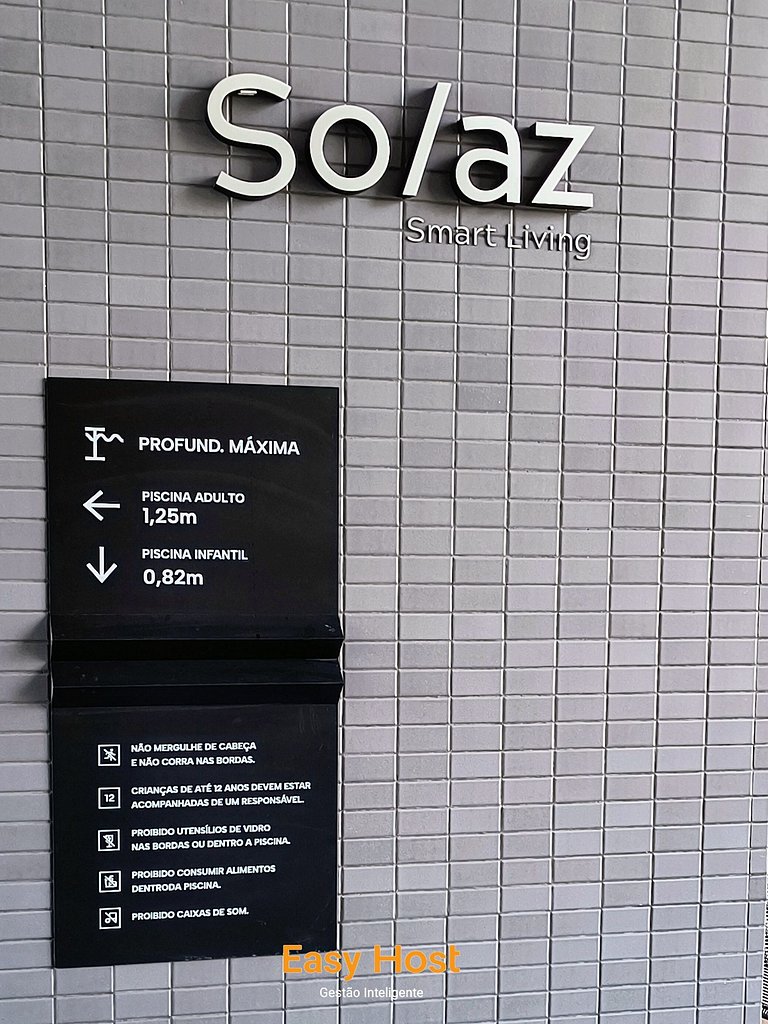 Solaz
Smart Living
PROFUND. MÁXIMA
PISCINA ADULTO
1,25m
PISCINA INFANTIL
0,82m
NÃO MERGULHE DE CABEÇA
E NÃO CORRA NAS BORDAS.
12
CRIANÇAS DE ATÉ 12 ANOS DEVEM ESTAR
ACOMPANHADAS DE UM RESPONSÁVEL.
PROIBIDO UTENSÍLIOS DE VIDRO
NAS BORDAS OU DENTRO A PISCINA.
PROIBIDO CONSUMIR ALIMENTOS
DENTRODA PISCINA.
PROIBIDO CAIXAS DE SOM.
Easy Host
Gestão Inteligente